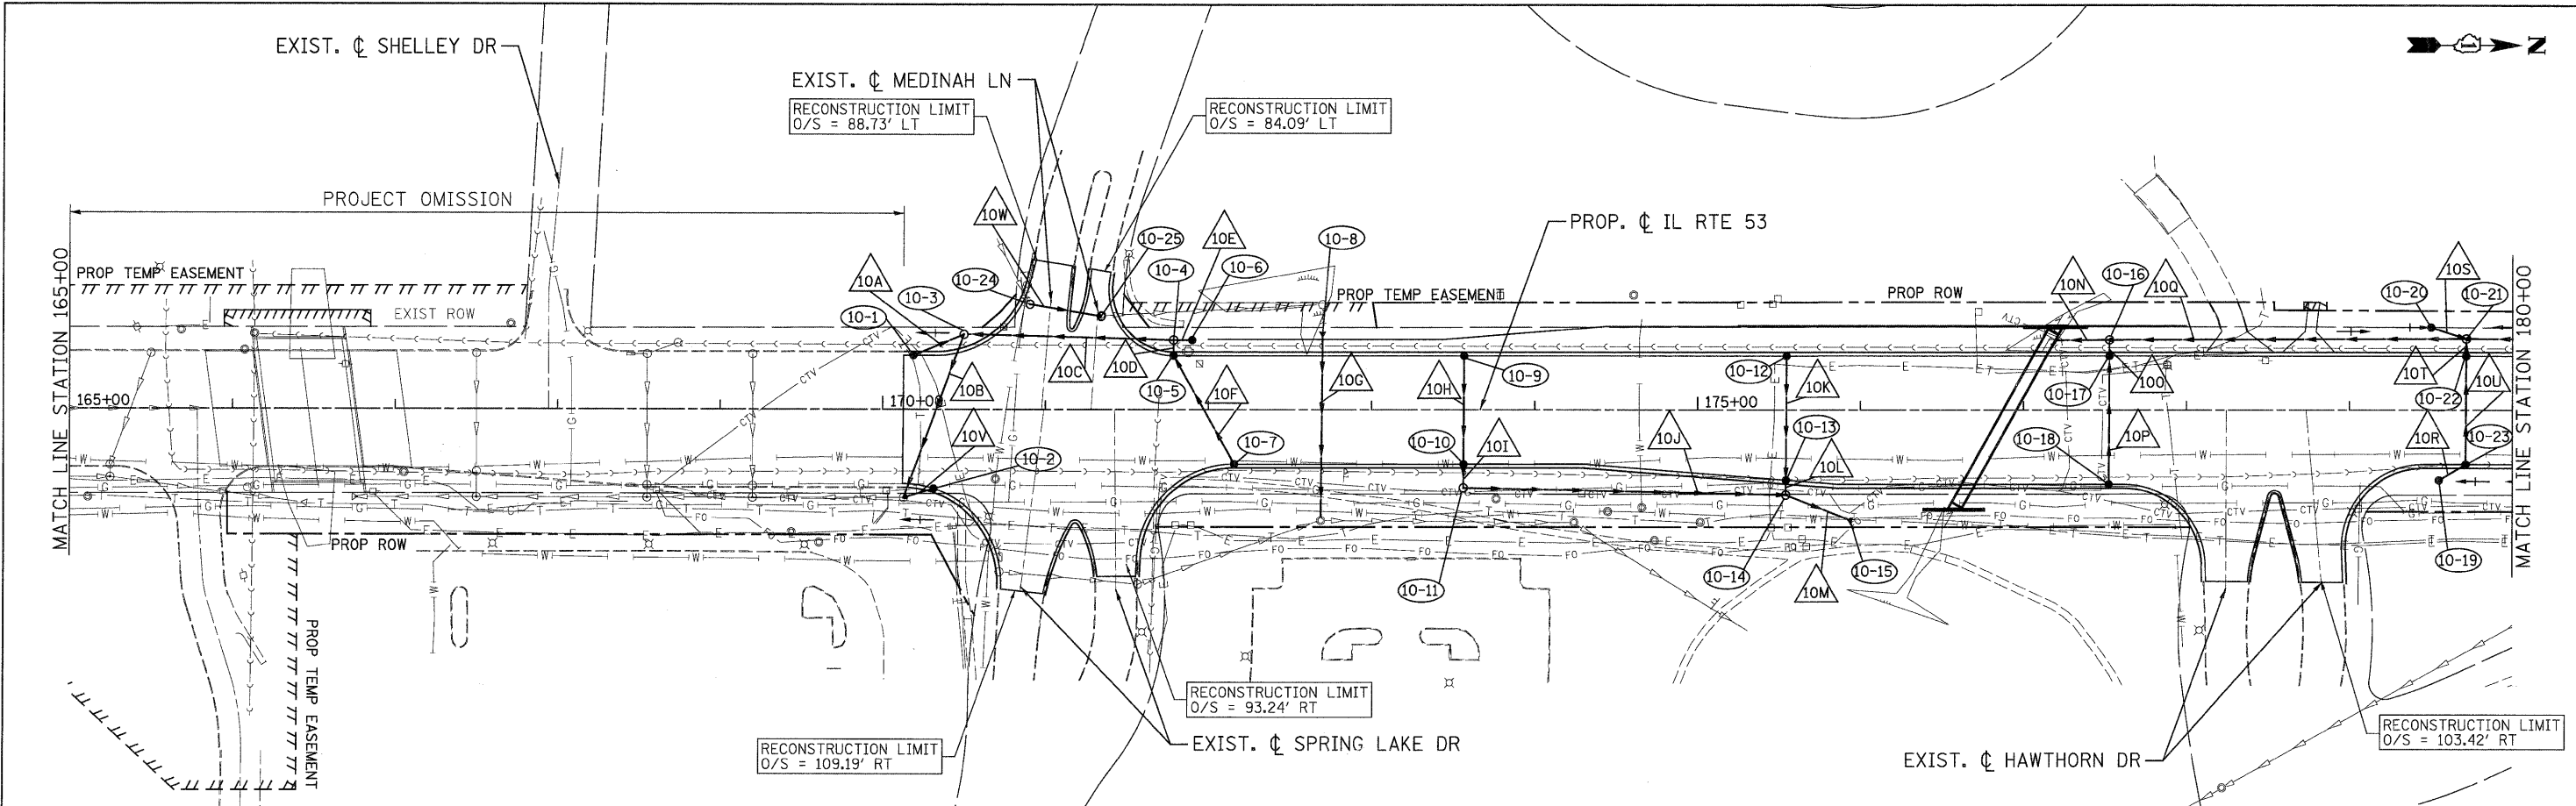 EXIST. ℄ SHELLEY DR
EXIST. ℄ MEDINAH LN
RECONSTRUCTION LIMIT
O/S = 88.73' LT
RECONSTRUCTION LIMIT
O/S = 84.09' LT
N
PROJECT OMISSION
PROP. ℄ IL RTE 53
MATCH LINE STATION 165+00
PROP TEMP EASEMENT
EXIST ROW
10A
10-1
10-3
10-24
10W
10-25
10-4
10E
10-6
10-8
PROP TEMP EASEMENT
PROP ROW
10N
10-16
10Q
10-20
10S
10-21
MATCH LINE STATION 180+00
165+00
170+00
175+00
10B
10C
10D
10-5
10F
10G
10H
10-9
10-12
10K
10-17
10O
10T
10-22
10U
10V
10-2
10-7
10-10
10I
10J
10-13
10L
10-18
10P
10R
10-23
PROP ROW
10-11
10-14
10M
10-15
10-19
PROP TEMP EASEMENT
RECONSTRUCTION LIMIT
O/S = 93.24' RT
RECONSTRUCTION LIMIT
O/S = 109.19' RT
EXIST. ℄ SPRING LAKE DR
EXIST. ℄ HAWTHORN DR
RECONSTRUCTION LIMIT
O/S = 103.42' RT